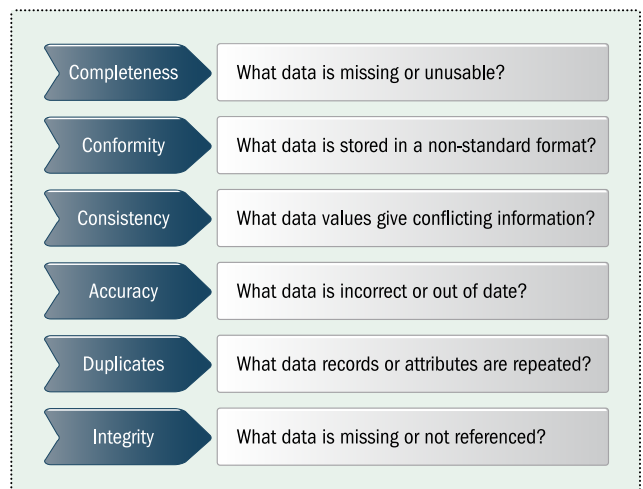 Completeness What data is missing or unusable?
Conformity What data is stored in a non-standard format?
Consistency What data values give conflicting information?
Accuracy What data is incorrect or out of date?
Duplicates What data records or attributes are repeated?
Integrity What data is missing or not referenced?